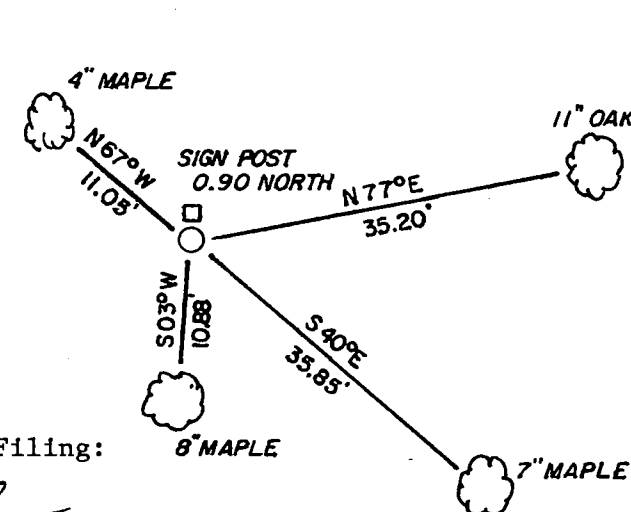 4" MAPLE
11" OAK
N67°W
11.05'
SIGN POST
0.90 NORTH
N77°E
35.20'
S03°W
10.88'
S40°E
35.85'
Filing:
8" MAPLE
7" MAPLE